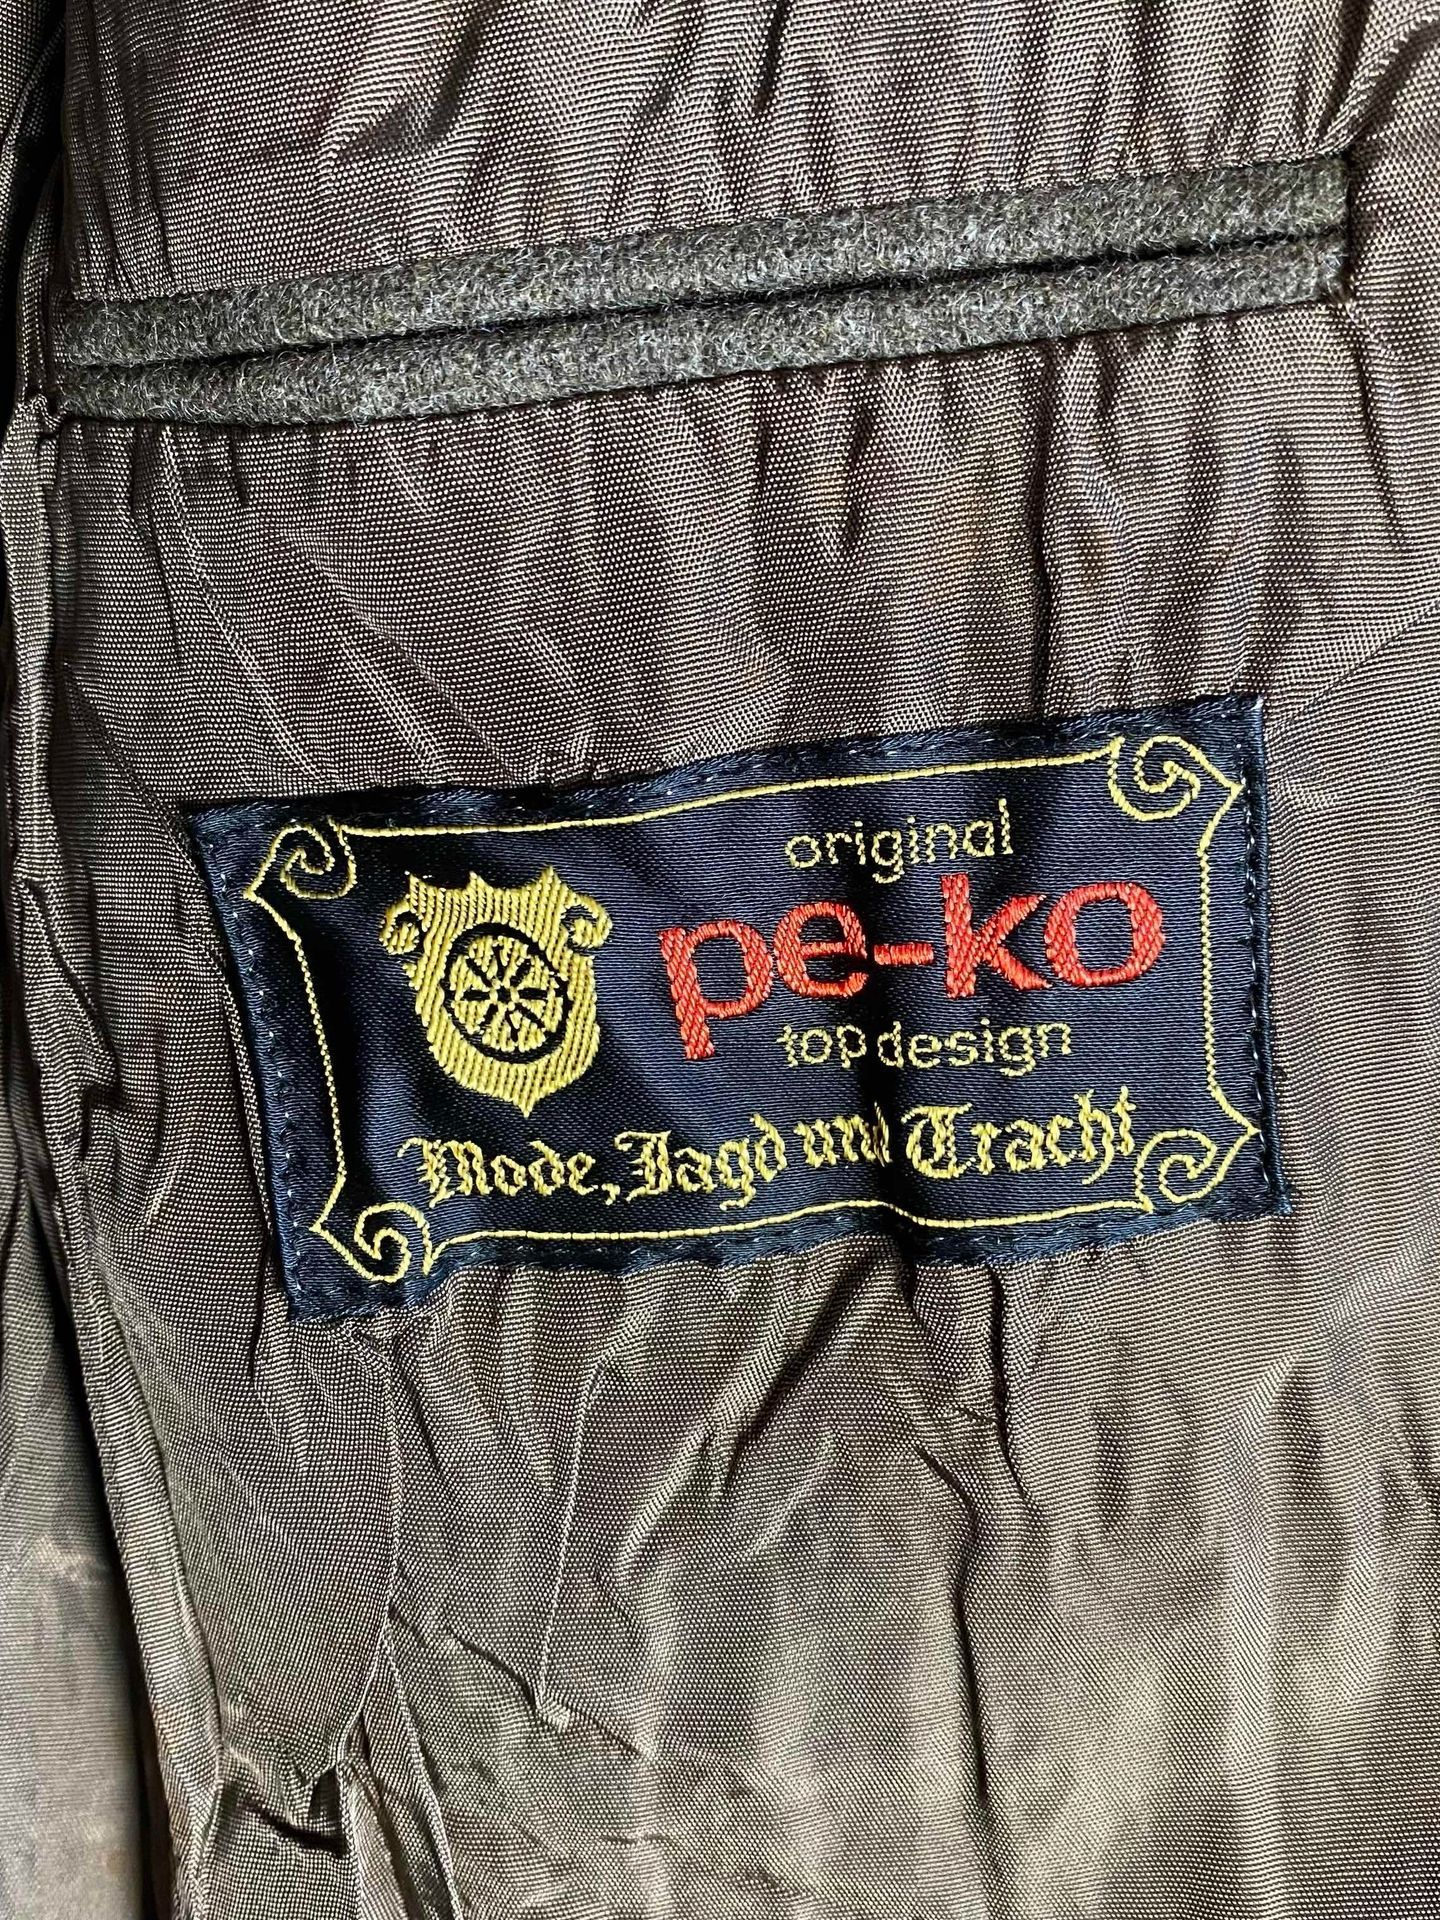 original
pe-ko
top design
Mode, Jagd und Tracht